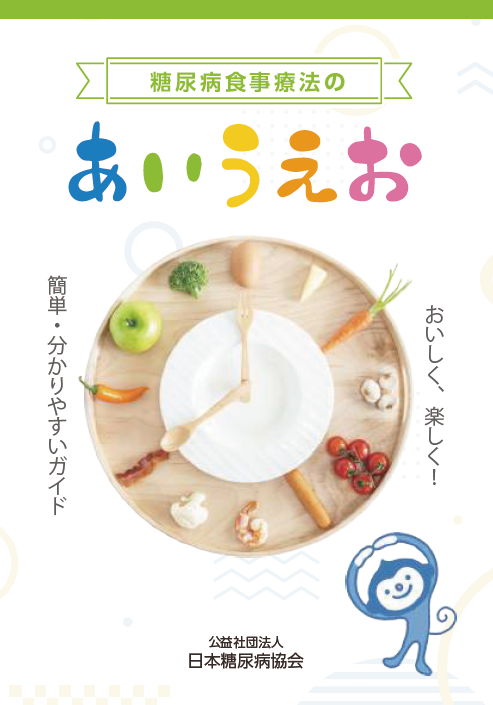 糖尿病食事療法の
あいうえお
おいしく、楽しく！
簡単・分かりやすいガイド
公益社団法人
日本糖尿病協会